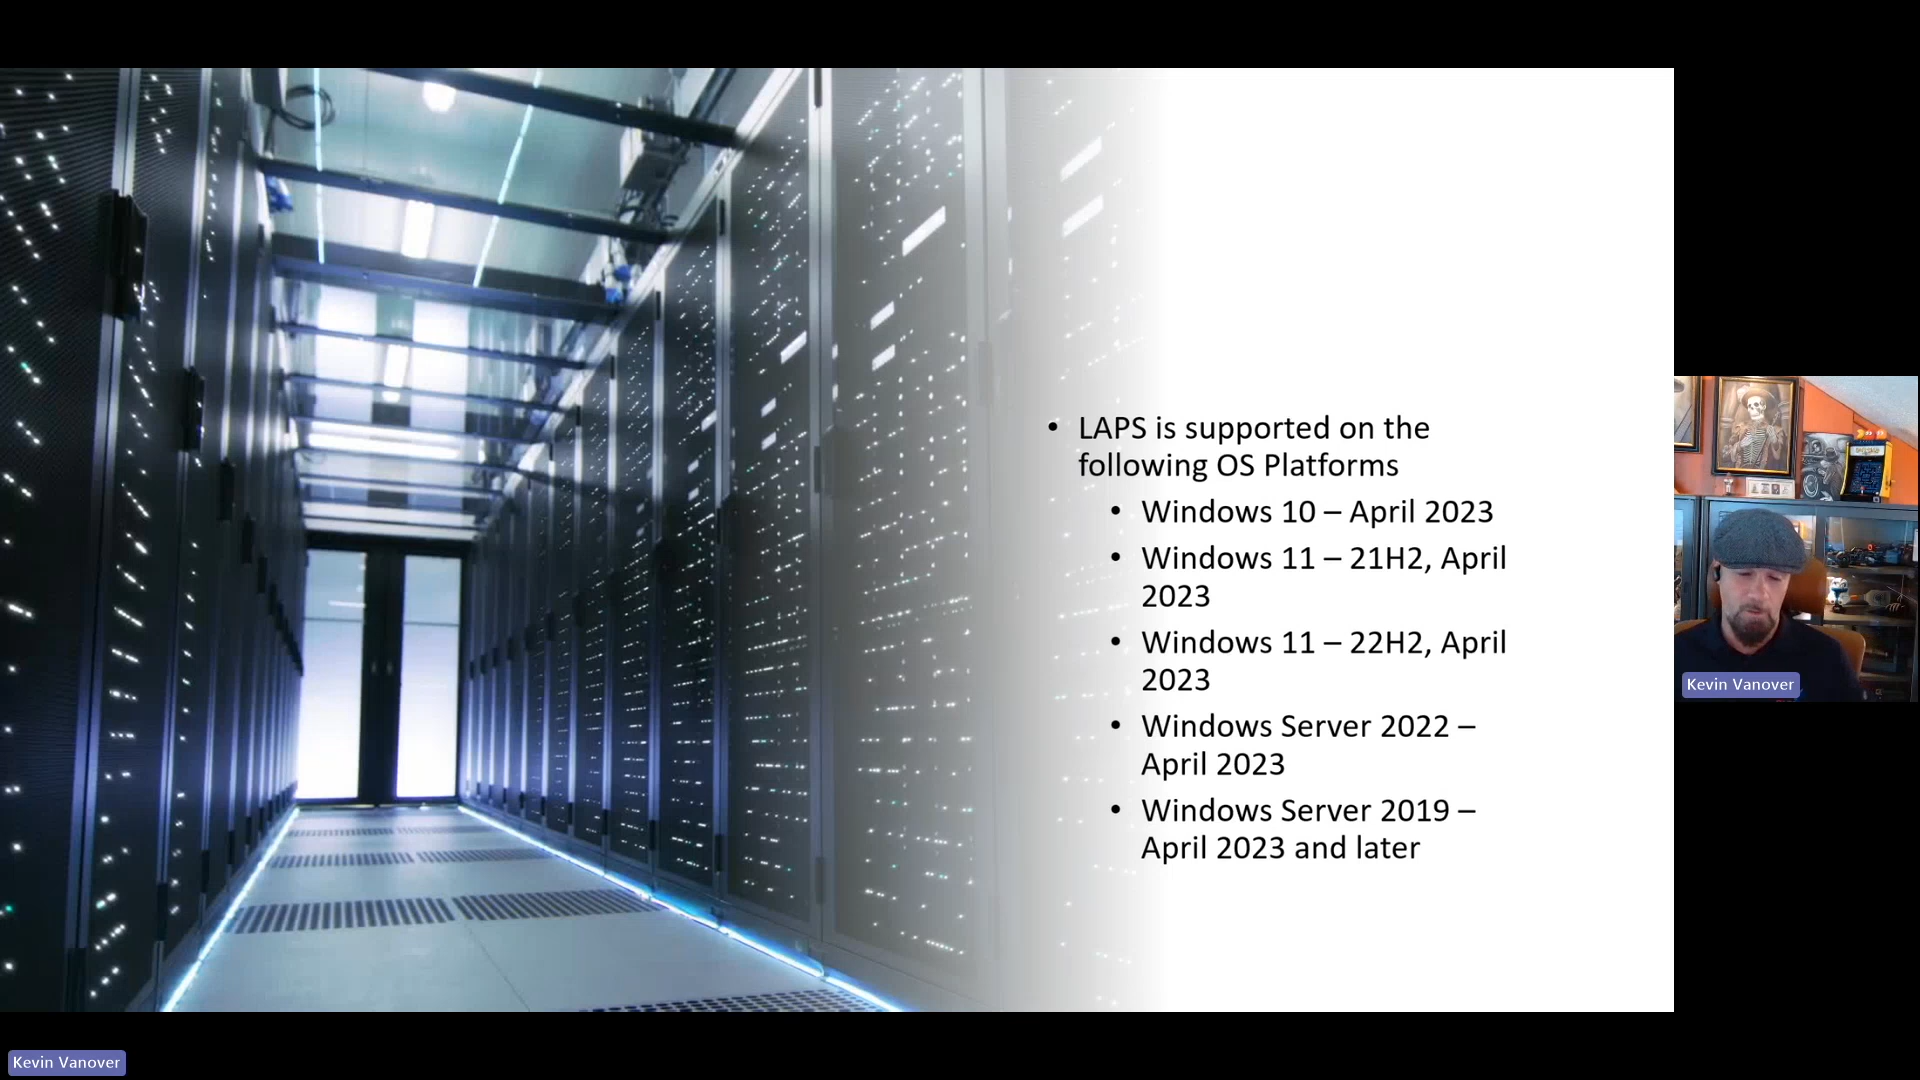 • LAPS is supported on the
following OS Platforms
• Windows 10 – April 2023
• Windows 11 – 21H2, April
2023
• Windows 11 – 22H2, April
2023
• Windows Server 2022 –
April 2023
• Windows Server 2019 –
April 2023 and later
Kevin Vanover
Kevin Vanover